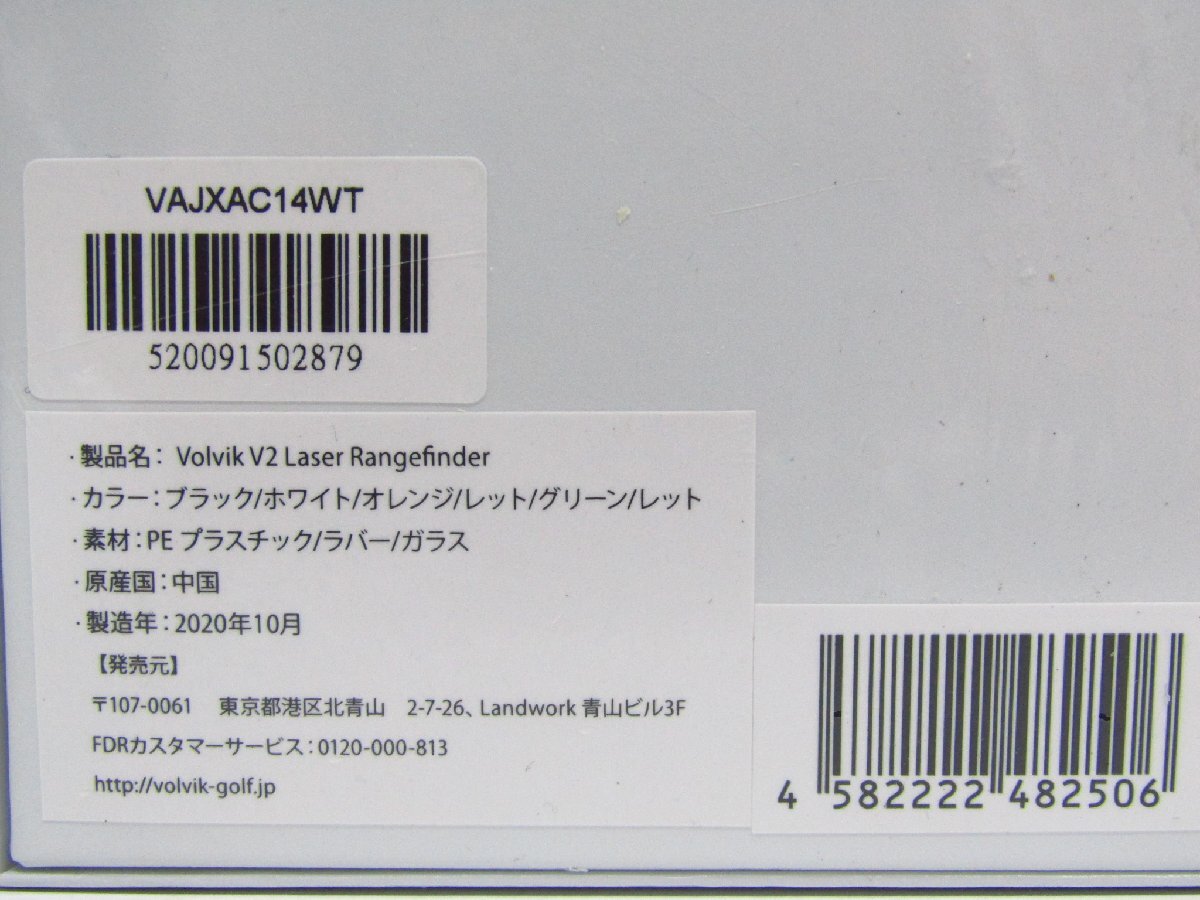 VAJXAC14WT
520091502879
・製品名： Volvik V2 Laser Rangefinder
・カラー：ブラック/ホワイト/オレンジ/レット/グリーン/レット
・素材：PE プラスチック/ラバー/ガラス
・原産国：中国
・製造年：2020年10月
【発売元】
〒107-0061 東京都港区北青山 2-7-26、Landwork 青山ビル3F
FDRカスタマーサービス：0120-000-813
http://volvik-golf.jp
4 582222 482506